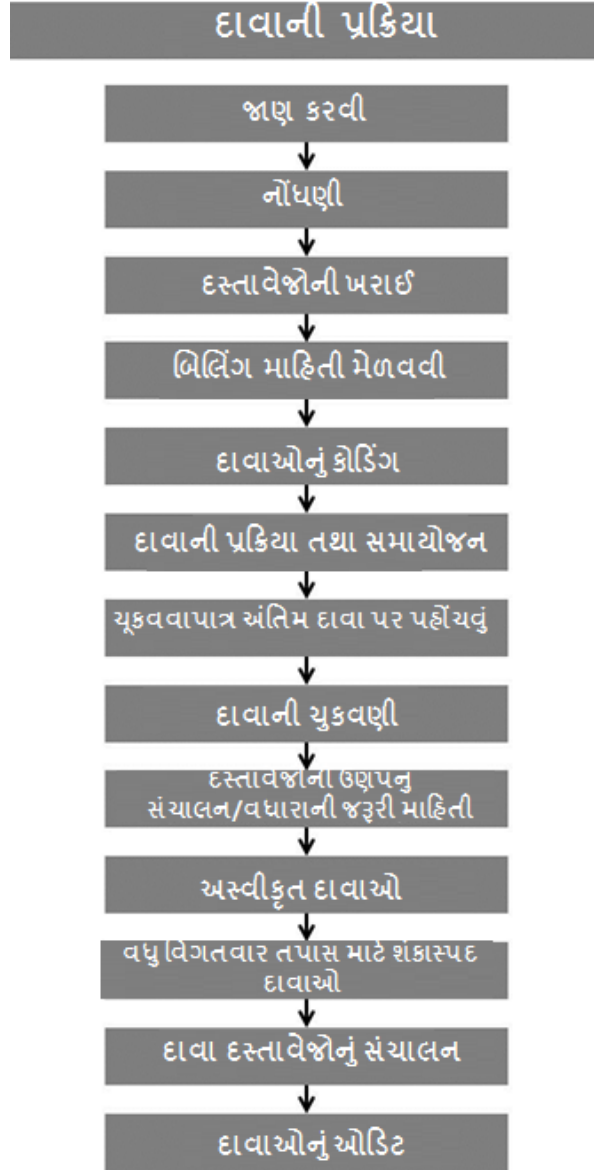 દાવાની પ્રક્રિયા
જાણ કરવી
નોંધણી
દસ્તાવેજોની ખરાઈ
બિલિંગ માહિતી મેળવવી
દાવાઓનું કોડિંગ
દાવાની પ્રક્રિયા તથા સમાયોજન
ચૂકવવાપાત્ર અંતિમ દાવા પર પહોંચવું
દાવાની ચુકવણી
દસ્તાવેજોની ઉણપનુ
સંચાલન/વધારાની જરૂરી માહિતી
અસ્વીકૃત દાવાઓ
વધુ વિગતવાર તપાસ માટે શંકાસ્પદ
દાવાઓ
દાવા દસ્તાવેજોનું સંચાલન
દાવાઓનું ઓડિટ